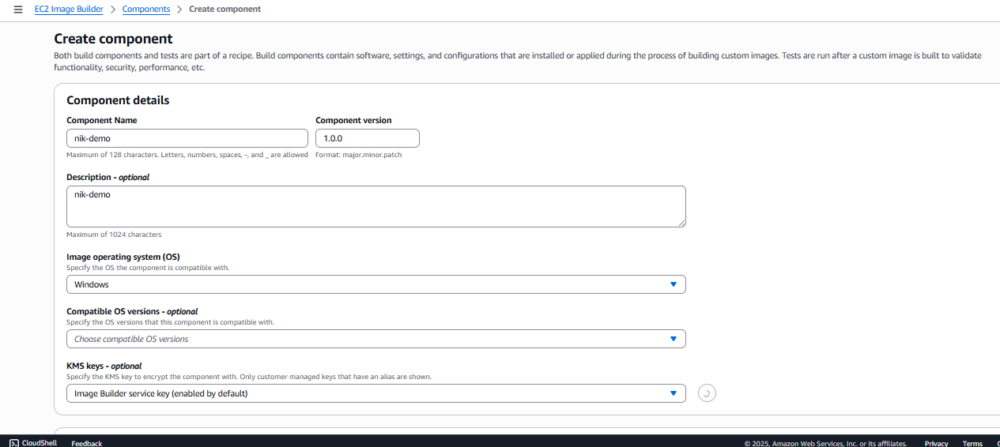 EC2 Image Builder > Components > Create component
Create component
Both build components and tests are part of a recipe. Build components contain software, settings, and configurations that are installed or applied during the process of building custom images. Tests are run after a custom image is built to validate
functionality, security, performance, etc.
Component details
Component Name Component version
nik-demo 1.0.0
Maximum of 128 characters. Letters, numbers, spaces, -, and _ are allowed Format: major.minor.patch
Description - optional
nik-demo
Maximum of 1024 characters
Image operating system (OS)
Specify the OS the component is compatible with.
Windows
Compatible OS versions - optional
Specify the OS versions that this component is compatible with.
Choose compatible OS versions
KMS keys - optional
Specify the KMS key to encrypt the component with. Only customer managed keys that have an alias are shown.
Image Builder service key (enabled by default)
CloudShell Feedback © 2025, Amazon Web Services, Inc. or its affiliates. Privacy Terms